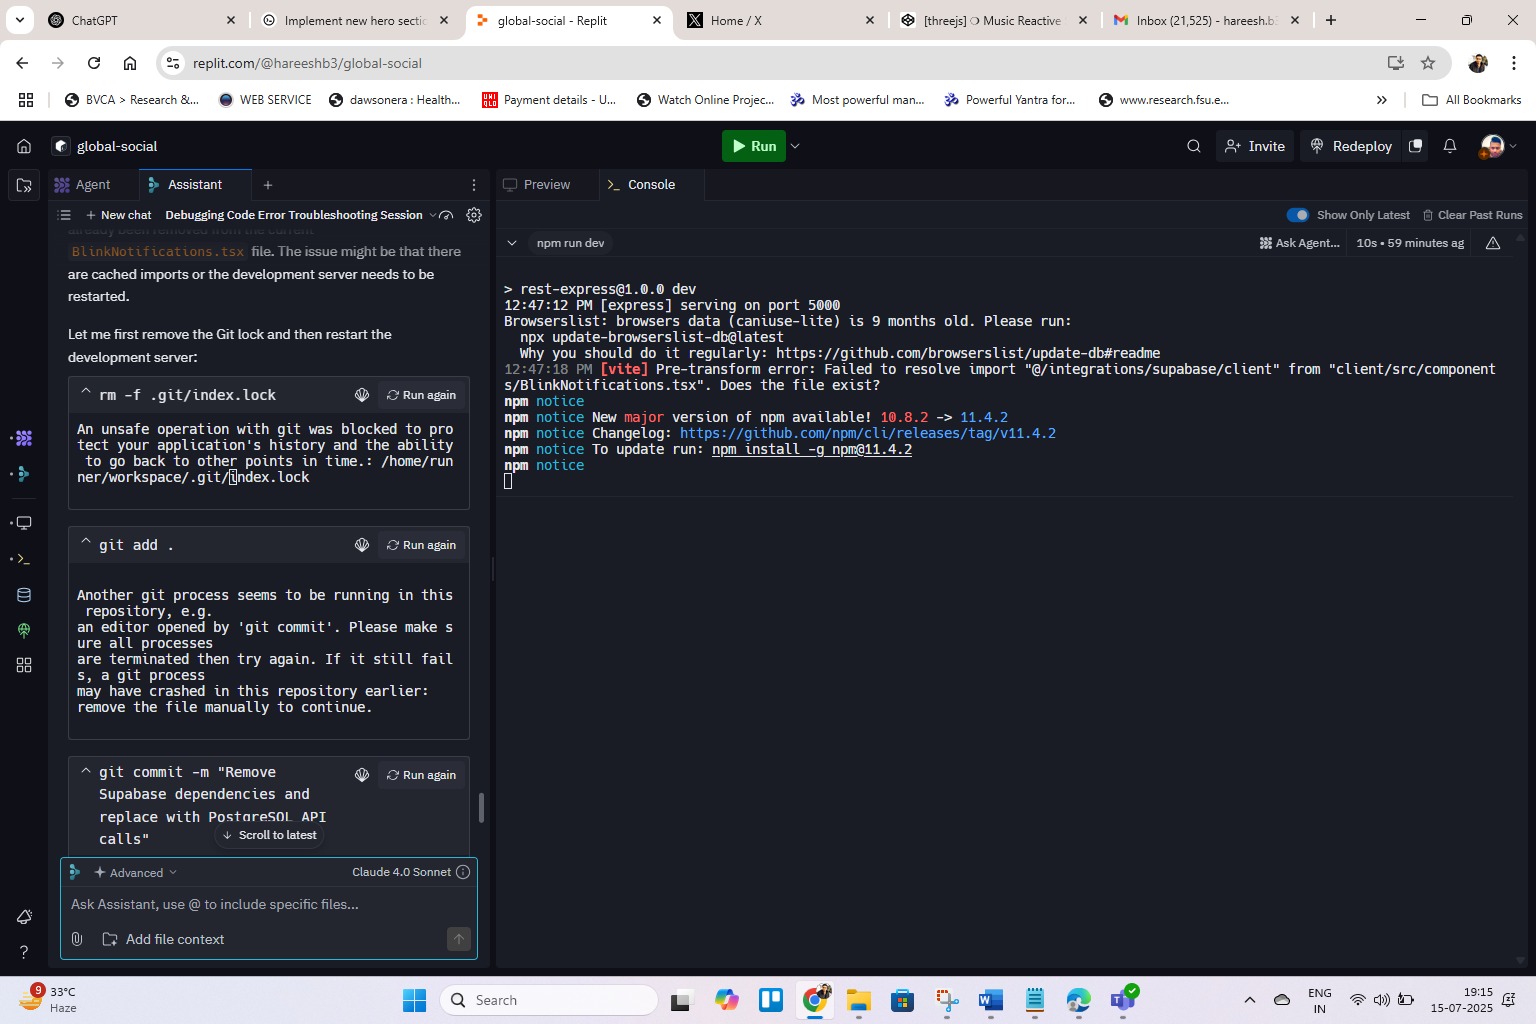 ChatGPT
Implement new hero sectic
global-social - Replit
Home / X
[threejs] ❍ Music Reactive
Inbox (21,525) - hareesh.b3
replit.com/@hareeshb3/global-social
BVCA > Research &...
WEB SERVICE
dawsonera : Health...
UNI QLO
Payment details - U...
Watch Online Projec...
Most powerful man...
Powerful Yantra for...
www.research.fsu.e...
All Bookmarks
global-social
Run
Invite
Redeploy
Agent
Assistant
Preview
Console
New chat
Debugging Code Error Troubleshooting Session
Show Only Latest
Clear Past Runs
already been removed from the current
BlinkNotifications.tsx file. The issue might be that there
are cached imports or the development server needs to be
restarted.
Let me first remove the Git lock and then restart the
development server:
rm -f .git/index.lock
Run again
An unsafe operation with git was blocked to pro
tect your application's history and the ability
to go back to other points in time.: /home/run
ner/workspace/.git/index.lock
git add .
Run again
Another git process seems to be running in this
repository, e.g.
an editor opened by 'git commit'. Please make s
ure all processes
are terminated then try again. If it still fail
s, a git process
may have crashed in this repository earlier:
remove the file manually to continue.
git commit -m "Remove
Supabase dependencies and
replace with PostgreSQL API
calls"
Run again
Scroll to latest
Advanced
Claude 4.0 Sonnet
Ask Assistant, use @ to include specific files...
Add file context
npm run dev
Ask Agent...
10s • 59 minutes ag
> rest-express@1.0.0 dev
12:47:12 PM [express] serving on port 5000
Browserslist: browsers data (caniuse-lite) is 9 months old. Please run:
npx update-browserslist-db@latest
Why you should do it regularly: https://github.com/browserslist/update-db#readme
12:47:18 PM [vite] Pre-transform error: Failed to resolve import "@/integrations/supabase/client" from "client/src/component
s/BlinkNotifications.tsx". Does the file exist?
npm notice
npm notice New major version of npm available! 10.8.2 -> 11.4.2
npm notice Changelog: https://github.com/npm/cli/releases/tag/v11.4.2
npm notice To update run: npm install -g npm@11.4.2
npm notice
9
33°C
Haze
Search
ENG
IN
19:15
15-07-2025